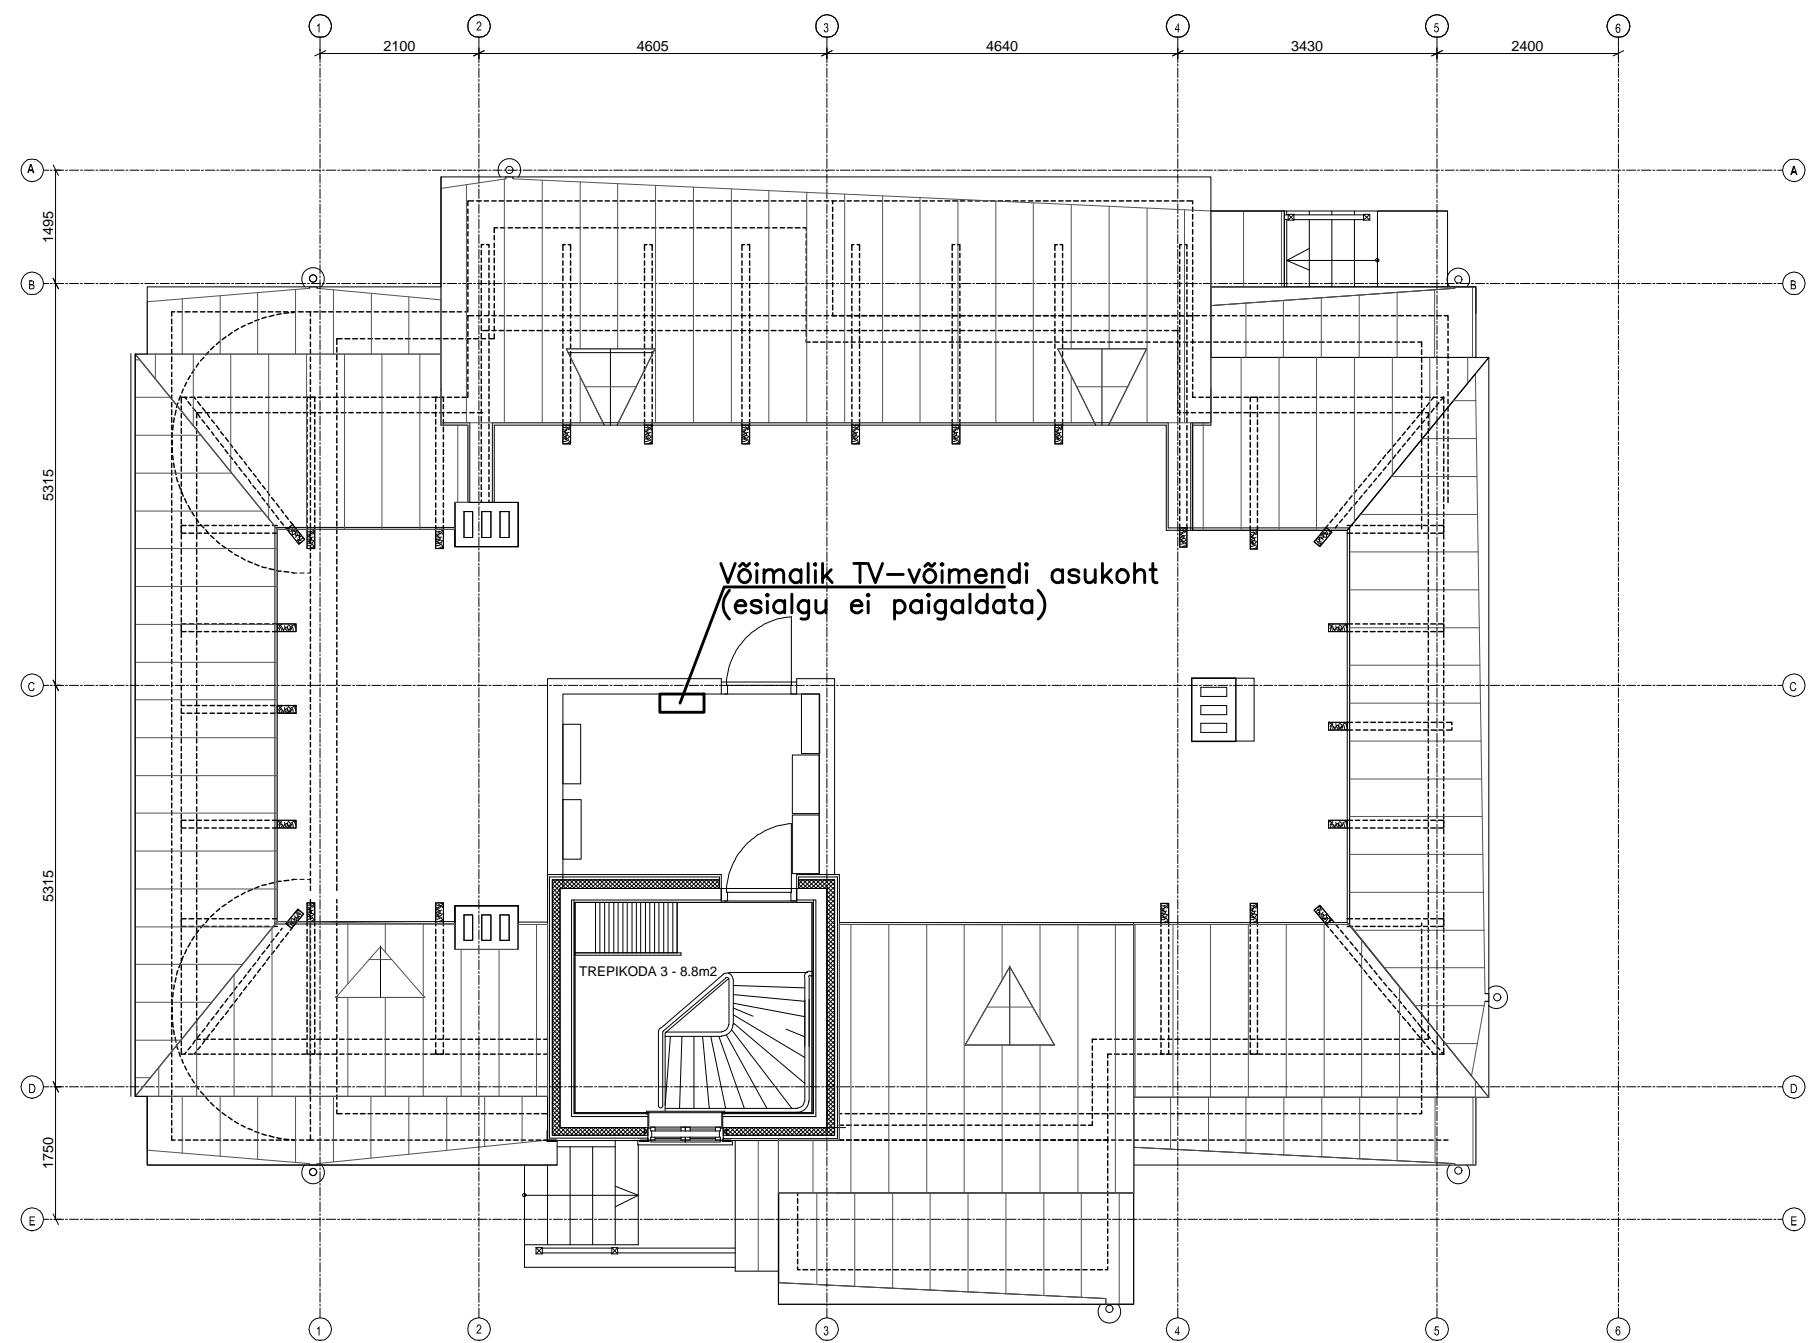 1 2 3 4 5 6
2100 4605 4640 3430 2400
A A
1495
B B
5315
Võimalik TV-võimendi asukoht
(esialgu ei paigaldata)
C C
5315
TREPIKODA 3 - 8.8m2
D D
1750
E E
1 2 3 4 5 6